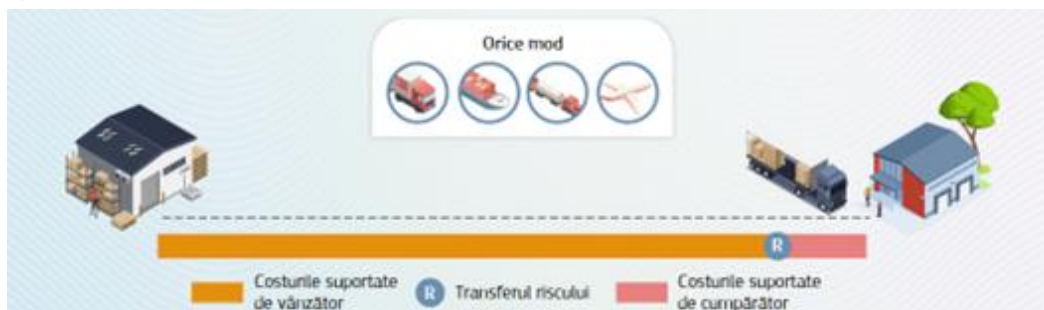 Orice mod
R
Costurile suportate
de vânzător
R
Transferul riscului
Costurile suportate
de cumpărător